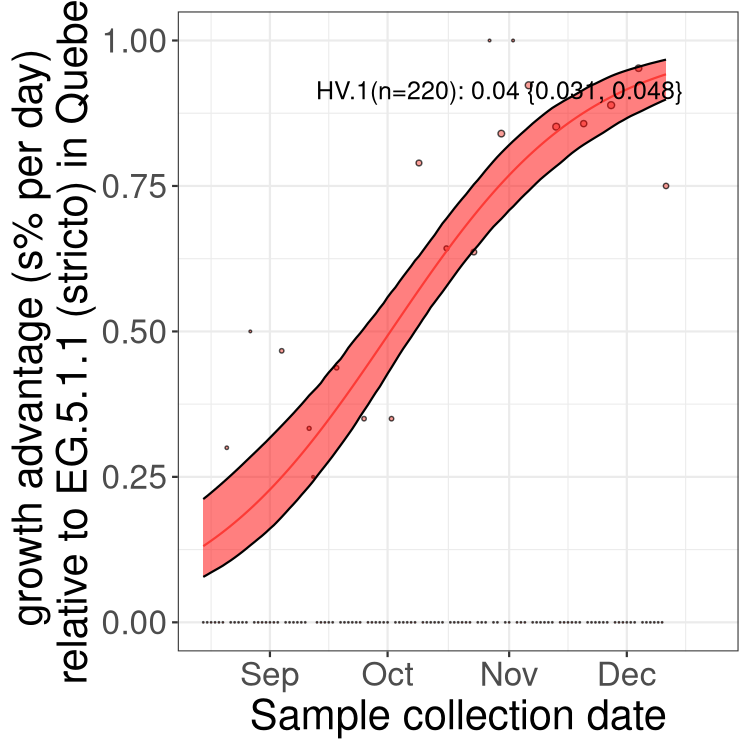 growth advantage (s% per day)
relative to EG.5.1.1 (stricto) in Quebe
1.00
0.75
0.50
0.25
0.00
HV.1(n=220): 0.04 {0.031, 0.048}
Sep Oct Nov Dec
Sample collection date